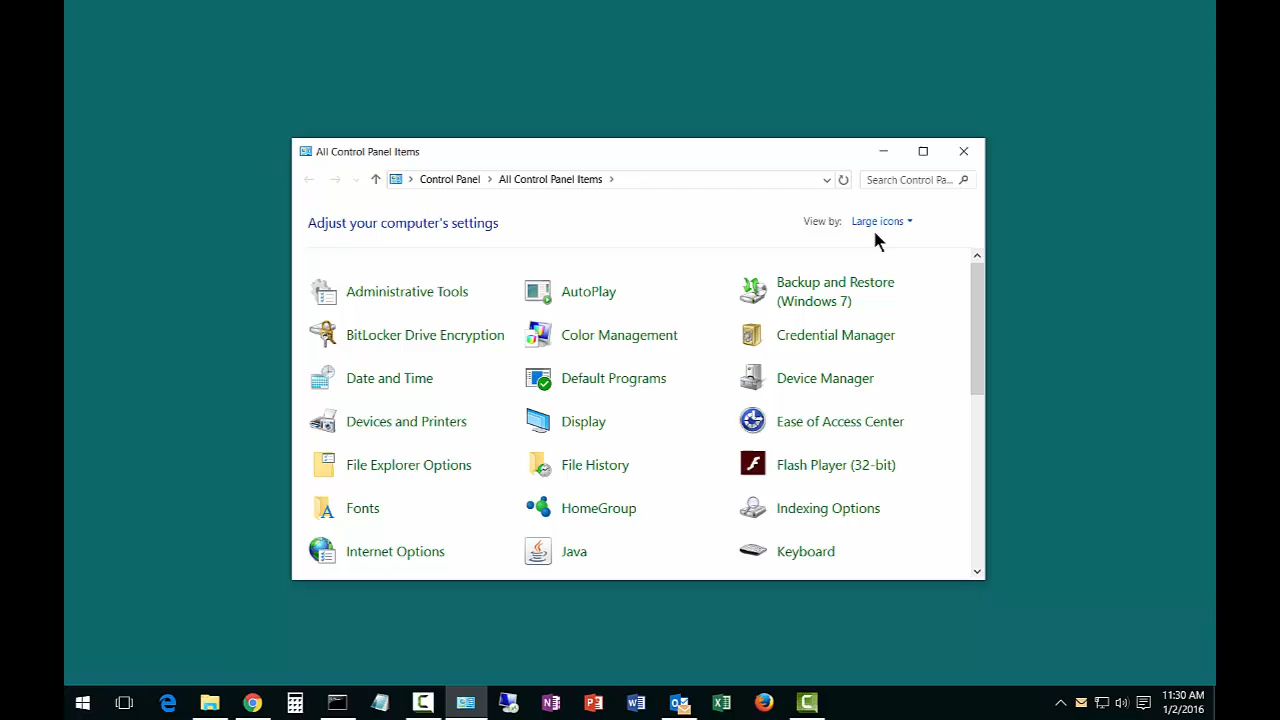 All Control Panel Items
Control Panel > All Control Panel Items >
Search Control Pa...
Adjust your computer's settings
View by: Large icons
Administrative Tools
AutoPlay
Backup and Restore
(Windows 7)
BitLocker Drive Encryption
Color Management
Credential Manager
Date and Time
Default Programs
Device Manager
Devices and Printers
Display
Ease of Access Center
File Explorer Options
File History
Flash Player (32-bit)
Fonts
HomeGroup
Indexing Options
Internet Options
Java
Keyboard
11:30 AM
1/2/2016